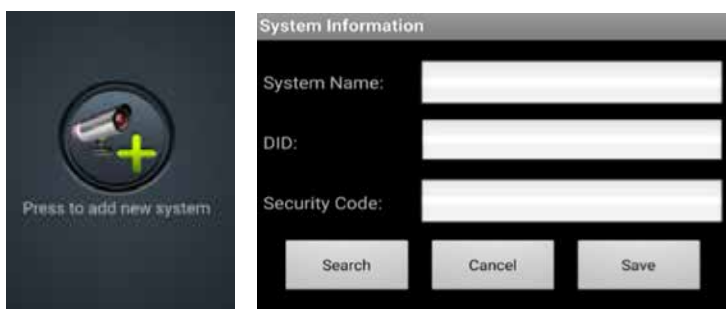 Press to add new system
System Information
System Name:
DID:
Security Code:
Search
Cancel
Save